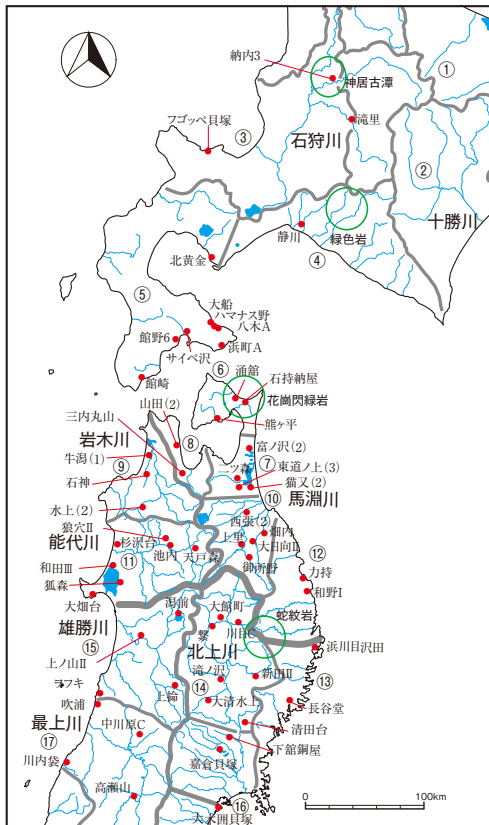 納内3
神居古潭
①
フゴッペ貝塚
③
滝里
石狩川
②
十勝川
静川
緑色岩
④
北黄金
⑤
大船
ハマナス野
八木A
館野6
サイベ沢
浜町A
館崎
⑥
涌舘
石持納屋
花崗閃緑岩
山田(2)
熊ヶ平
三内丸山
岩木川
⑧
富ノ沢(2)
牛潟(1)
⑨
二ツ森
⑦
東道ノ上(3)
石神
猫又(2)
⑩
馬淵川
水上(2)
狼穴Ⅱ
西張(2)
能代川
杉沢台
畑内
上里
大日向Ⅱ
⑫
和田Ⅲ
⑪
池内
天戸森
御所野
力持
狐森
和野Ⅰ
大畑台
潟前
大館町
蛇紋岩
雄勝川
繋
川目C
⑮
北上川
浜川目沢田
上ノ山Ⅱ
滝ノ沢
新田Ⅱ
⑬
上掵
⑭
長谷堂
吹浦
大清水上
最上川
中川原C
清田台
⑰
下舘銅屋
川内袋
嘉倉貝塚
高瀬山
⑯
大木囲貝塚
0
100km